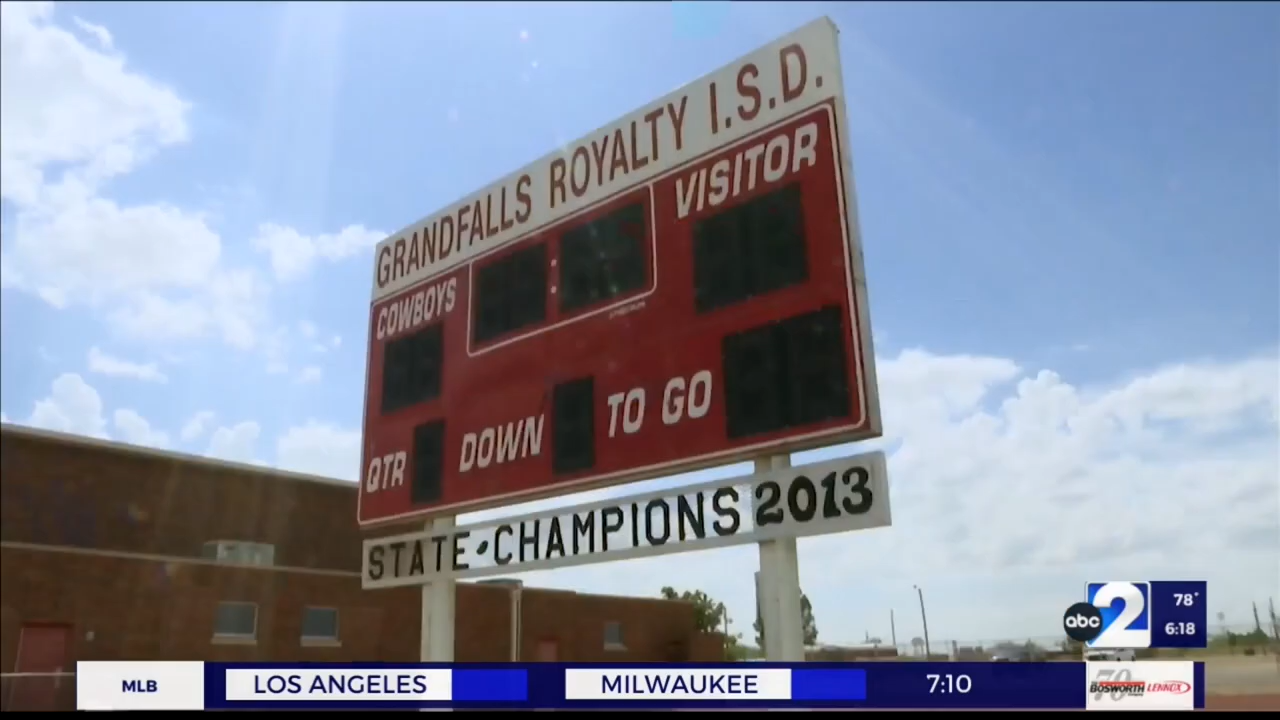 GRANDFALLS ROYALTY I.S.D.
COWBOYS
VISITOR
QTR
DOWN
TO GO
STATE-CHAMPIONS 2013
abc 2
78°
6:18
MLB
LOS ANGELES
MILWAUKEE
7:10
70
BOSWORTH LENNOX